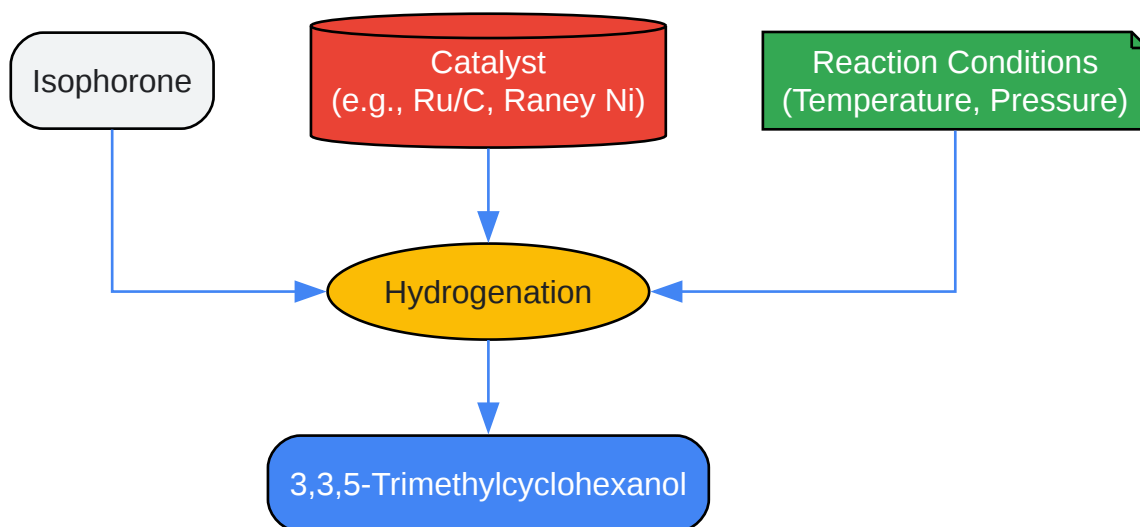 Isophorone
Catalyst
(e.g., Ru/C, Raney Ni)
Reaction Conditions
(Temperature, Pressure)
Hydrogenation
3,3,5-Trimethylcyclohexanol